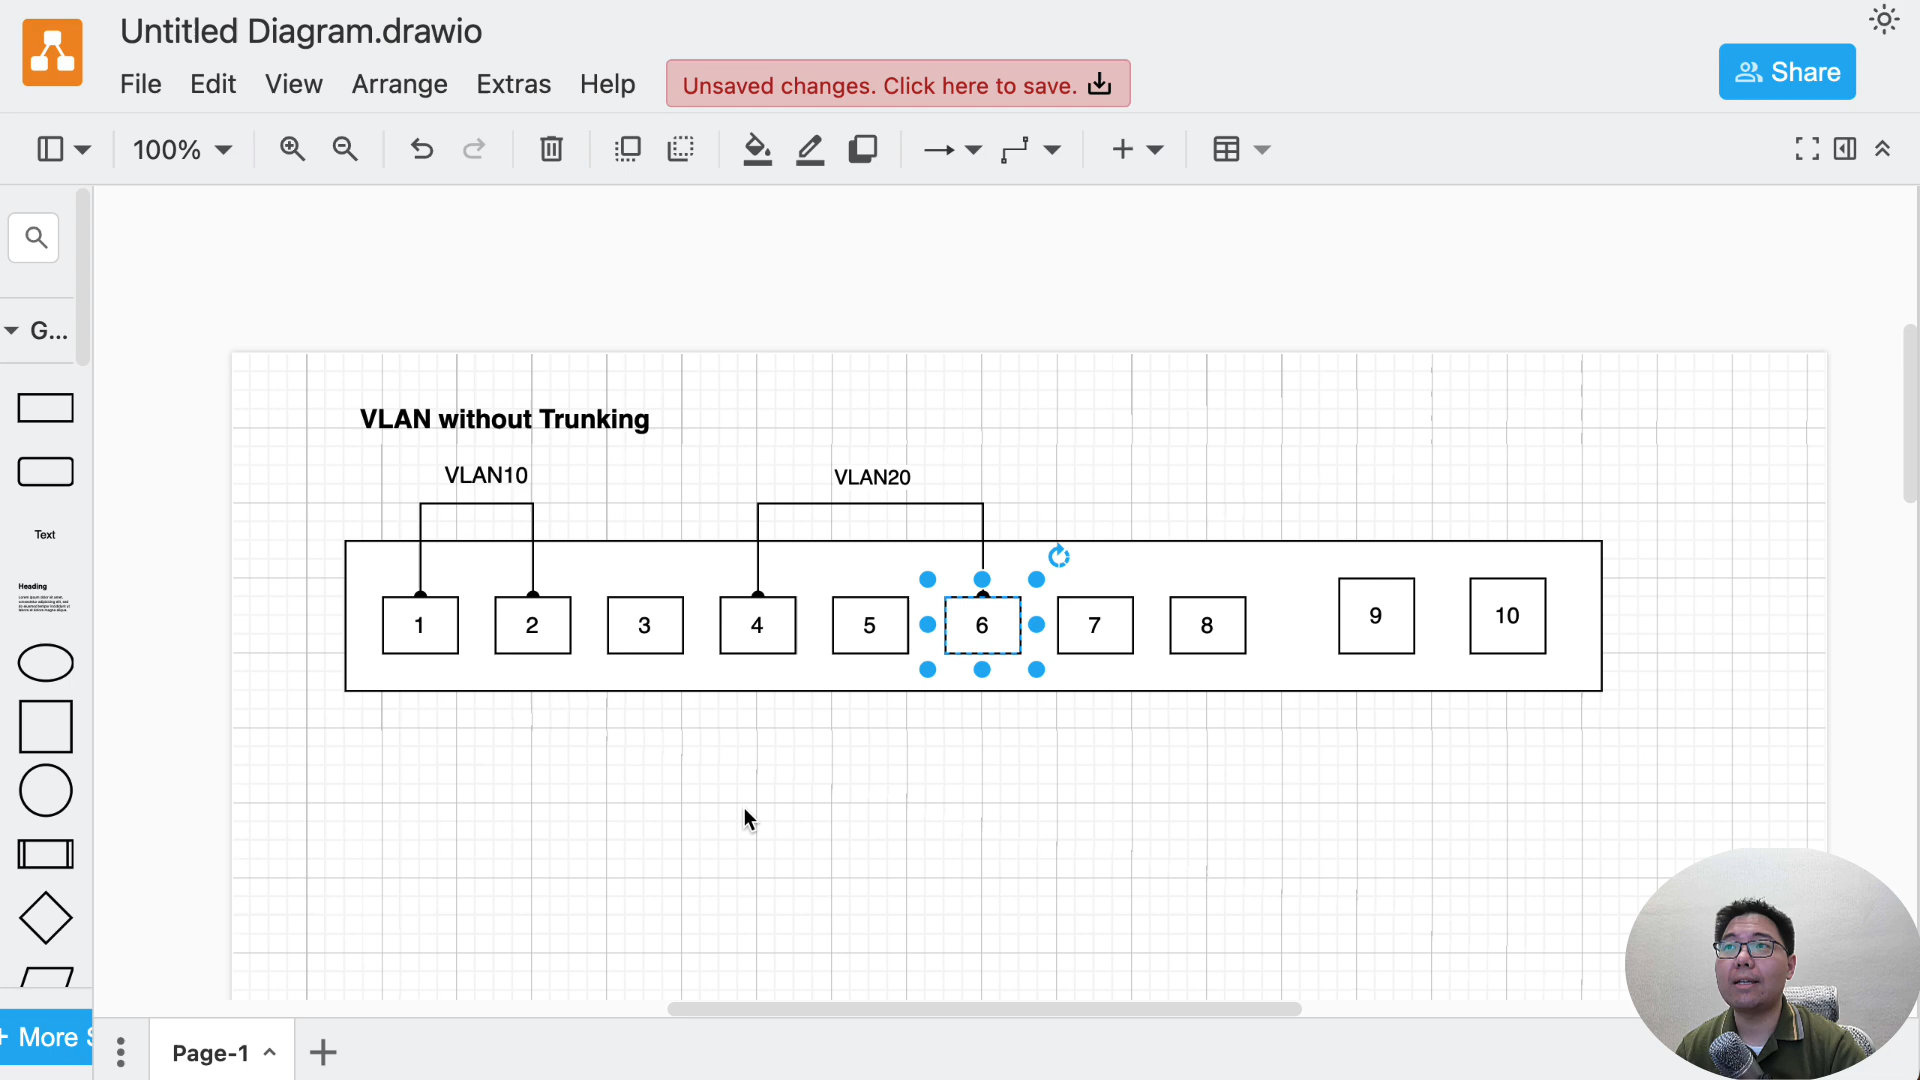 Untitled Diagram.drawio
File Edit View Arrange Extras Help
Unsaved changes. Click here to save.
Share
100%
G...
Text
Heading
VLAN without Trunking
VLAN10
VLAN20
1 2 3 4 5 6 7 8 9 10
+ More
Page-1